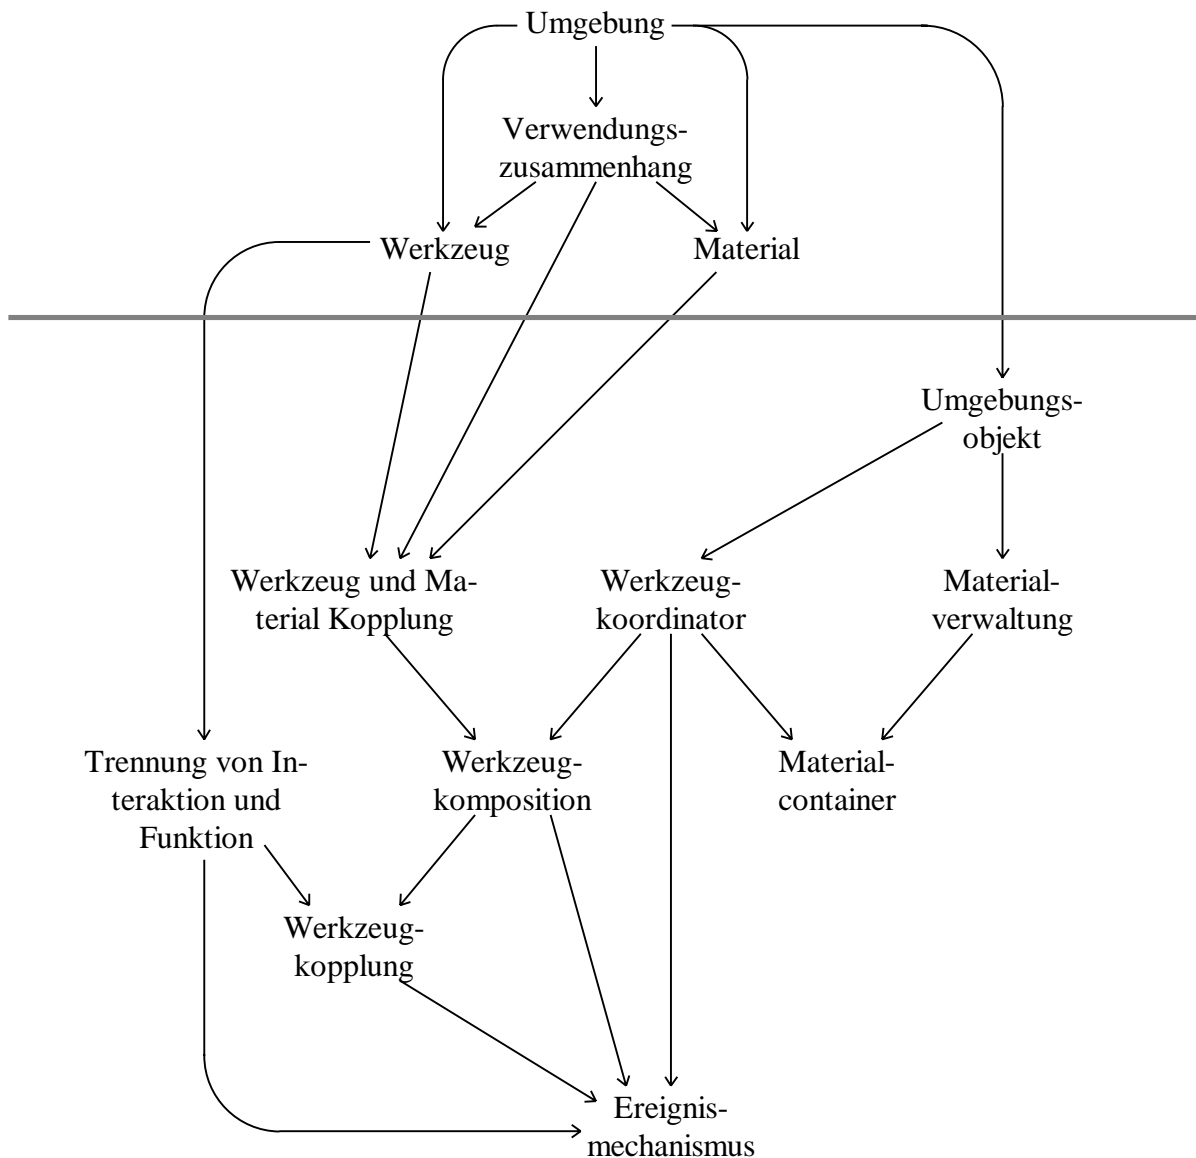 Umgebung
Verwendungs-
zusammenhang
Werkzeug
Material
Umgebungs-
objekt
Werkzeug und Ma-
terial Kopplung
Werkzeug-
koordinator
Material-
verwaltung
Trennung von In-
teraktion und
Funktion
Werkzeug-
komposition
Material-
container
Werkzeug-
kopplung
Ereignis-
mechanismus